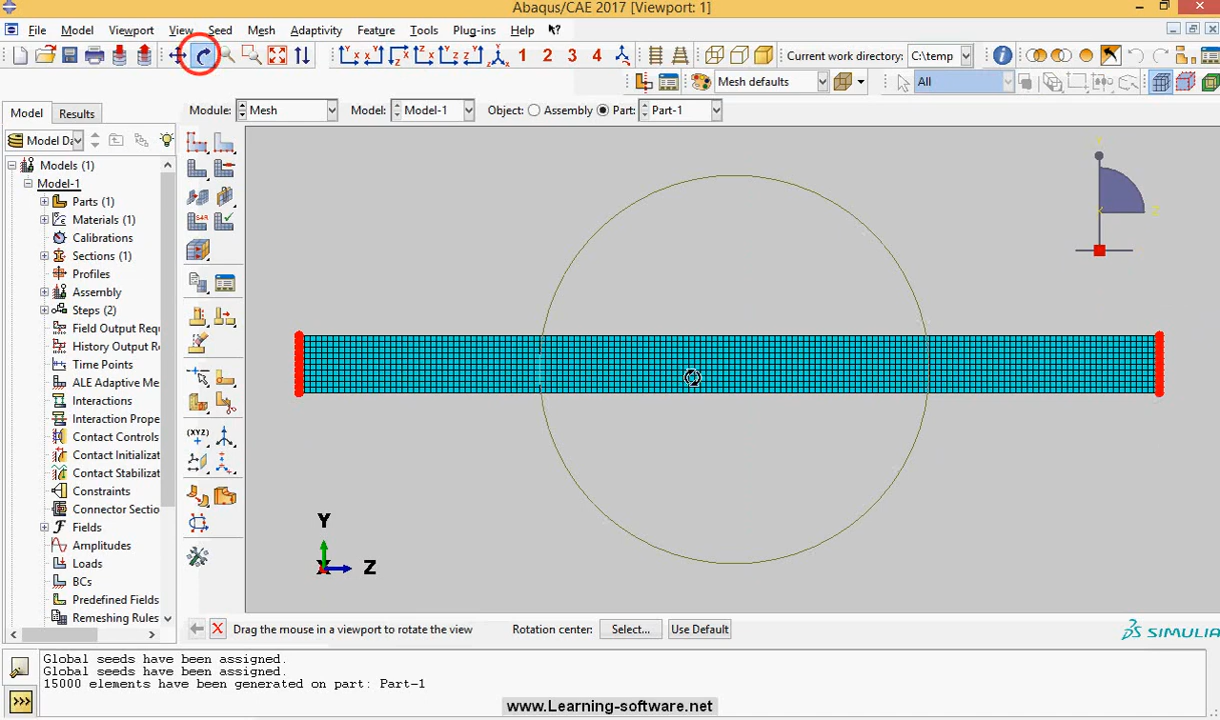 Abaqus/CAE 2017 [Viewport: 1]
File Model Viewport View Seed Mesh Adaptivity Feature Tools Plug-ins Help
1 2 3 4 Current work directory: C:\temp
Mesh defaults All
Model Results Module: Mesh Model: Model-1 Object: Assembly Part: Part-1
Model Da
Models (1)
Model-1
Parts (1)
Materials (1)
Calibrations
Sections (1)
Profiles
Assembly
Steps (2)
Field Output Requ
History Output R
Time Points
ALE Adaptive Me
Interactions
Interaction Prope
Contact Controls
Contact Initializat
Contact Stabilizat
Constraints
Connector Sectio
Fields
Amplitudes
Loads
BCs
Predefined Fields
Remeshing Rules
S4R
(XYZ)
Y
X Z
Drag the mouse in a viewport to rotate the view Rotation center: Select... Use Default
SIMULIA
Global seeds have been assigned.
Global seeds have been assigned.
15000 elements have been generated on part: Part-1
>>>
www.Learning-software.net